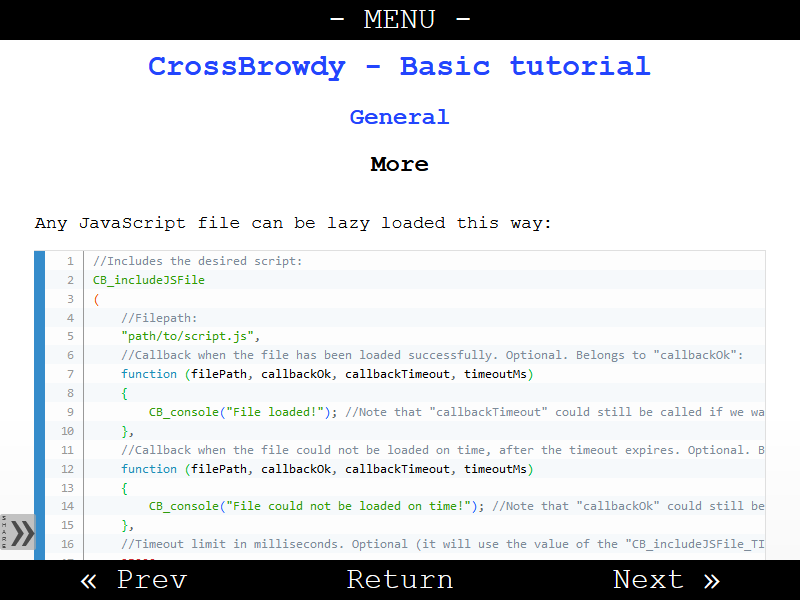 - MENU -
CrossBrowdy - Basic tutorial
General
More
Any JavaScript file can be lazy loaded this way:
1 //Includes the desired script:
2 CB_includeJSFile
3 (
4 //Filepath:
5 "path/to/script.js",
6 //Callback when the file has been loaded successfully. Optional. Belongs to "callbackOk":
7 function (filePath, callbackOk, callbackTimeout, timeoutMs)
8 {
9 CB_console("File loaded!"); //Note that "callbackTimeout" could still be called if we wa
10 },
11 //Callback when the file could not be loaded on time, after the timeout expires. Optional. B
12 function (filePath, callbackOk, callbackTimeout, timeoutMs)
13 {
14 CB_console("File could not be loaded on time!"); //Note that "callbackOk" could still be
15 },
16 //Timeout limit in milliseconds. Optional (it will use the value of the "CB_includeJSFile_TI
SHARE »
« Prev Return Next »